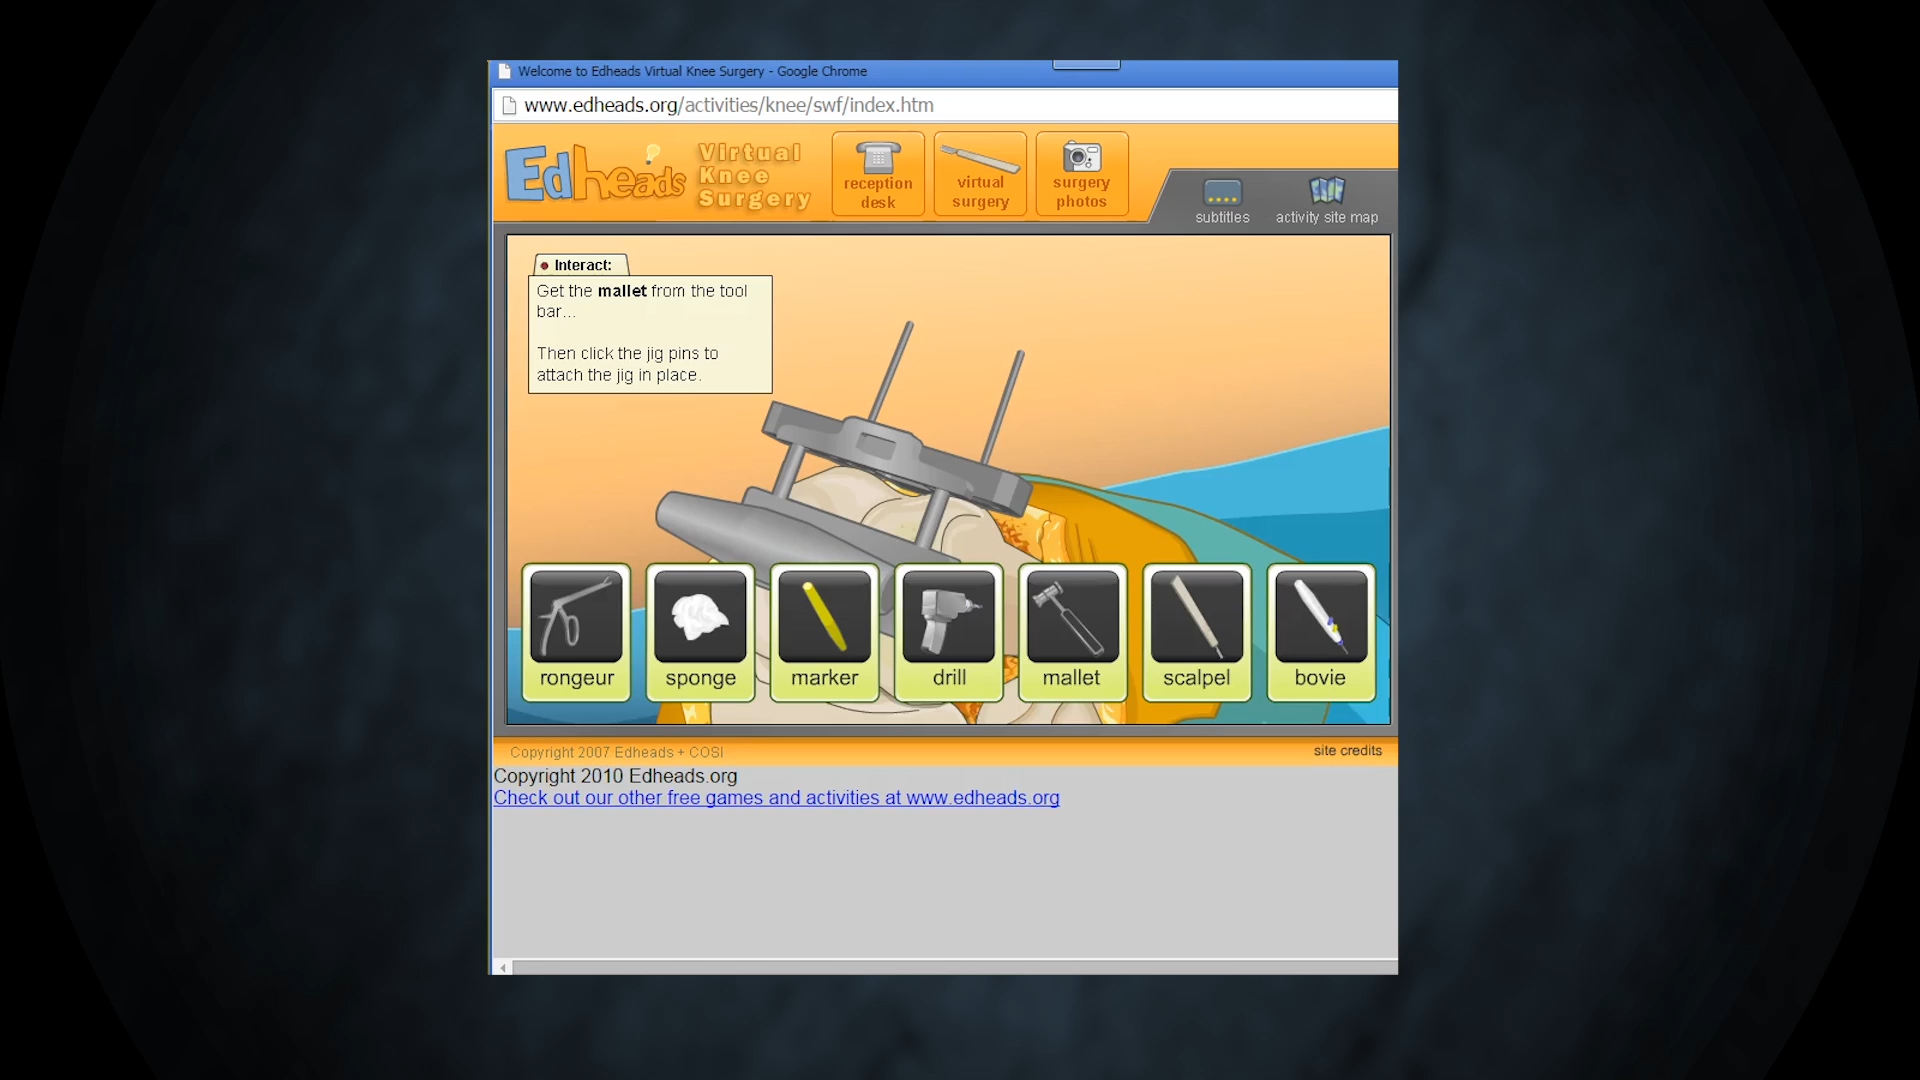 Welcome to Edheads Virtual Knee Surgery - Google Chrome
www.edheads.org/activities/knee/swf/index.htm
Edheads
Virtual
Knee
Surgery
reception
desk
virtual
surgery
surgery
photos
subtitles
activity site map
Interact:
Get the mallet from the tool
bar...
Then click the jig pins to
attach the jig in place.
rongeur
sponge
marker
drill
mallet
scalpel
bovie
Copyright 2007 Edheads + COSI
site credits
Copyright 2010 Edheads.org
Check out our other free games and activities at www.edheads.org